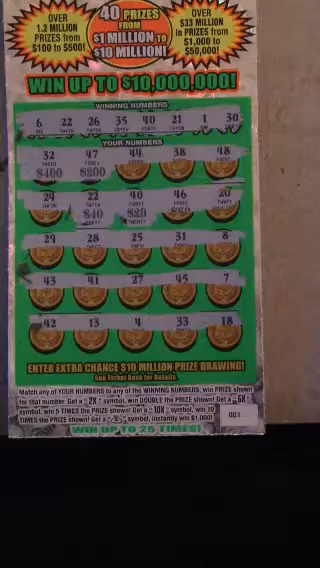 OVER
1.2 MILLION
PRIZES from
$100 to $500!
40 PRIZES
FROM
$1 MILLION TO
$10 MILLION!
OVER
$33 MILLION
in PRIZES from
$1,000 to
$50,000!
WIN UP TO $10,000,000!
WINNING NUMBERS
6 22 26 35 40 21 1 30
YOUR NUMBERS
32 47 44 38 48
$400 $200
24 22 40 46 20
$40 $20
29 28 25 31 8
43 41 27 45 7
42 13 4 33 18
ENTER EXTRA CHANCE $10 MILLION PRIZE DRAWING!
See Ticket Back for Details.
Match any of YOUR NUMBERS to any of the WINNING NUMBERS, win PRIZE shown
for that number. Get a "2X" symbol, win DOUBLE the PRIZE shown! Get a "5X"
symbol, win 5 TIMES the PRIZE shown! Get a "10X" symbol, win 10
TIMES the PRIZE shown! Get a symbol, instantly win $1,000!
001
WIN UP TO 25 TIMES!